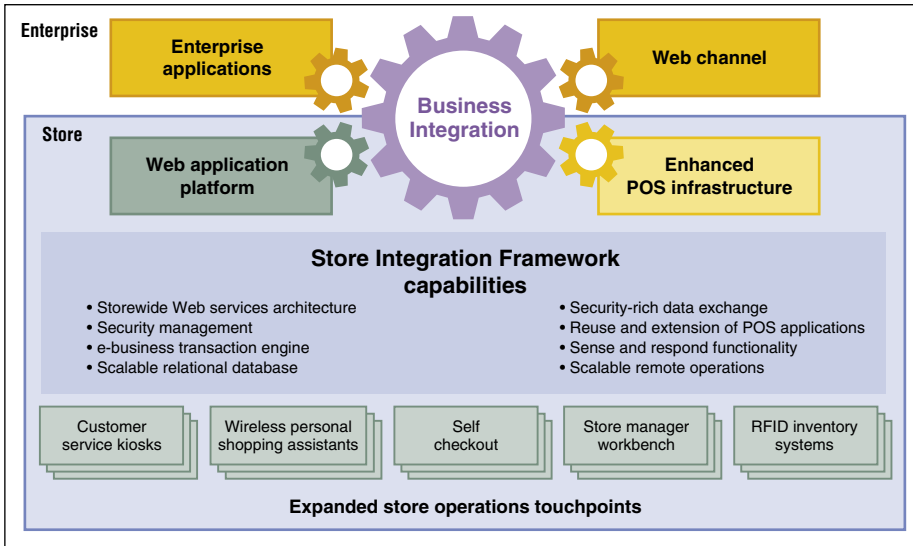 Enterprise
Enterprise
applications
Business
Integration
Web channel
Store
Web application
platform
Enhanced
POS infrastructure
Store Integration Framework
capabilities
• Storewide Web services architecture
• Security management
• e-business transaction engine
• Scalable relational database
• Security-rich data exchange
• Reuse and extension of POS applications
• Sense and respond functionality
• Scalable remote operations
Customer
service kiosks
Wireless personal
shopping assistants
Self
checkout
Store manager
workbench
RFID inventory
systems
Expanded store operations touchpoints